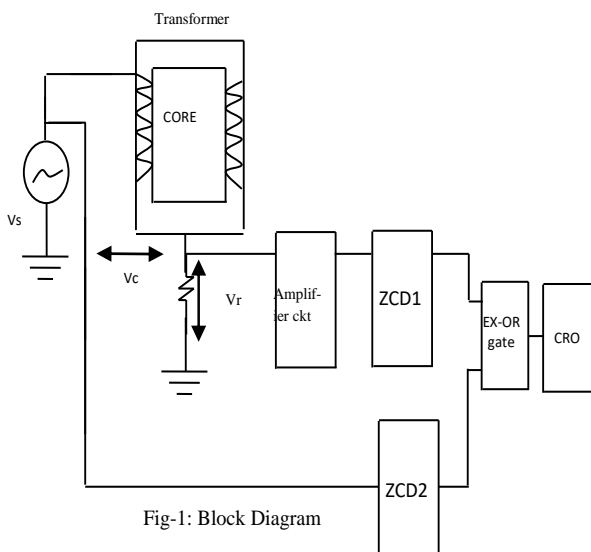 Transformer
CORE
Vs
Vc
Vr
Amplif-
ier ckt
ZCD1
EX-OR
gate
CRO
ZCD2
Fig-1: Block Diagram